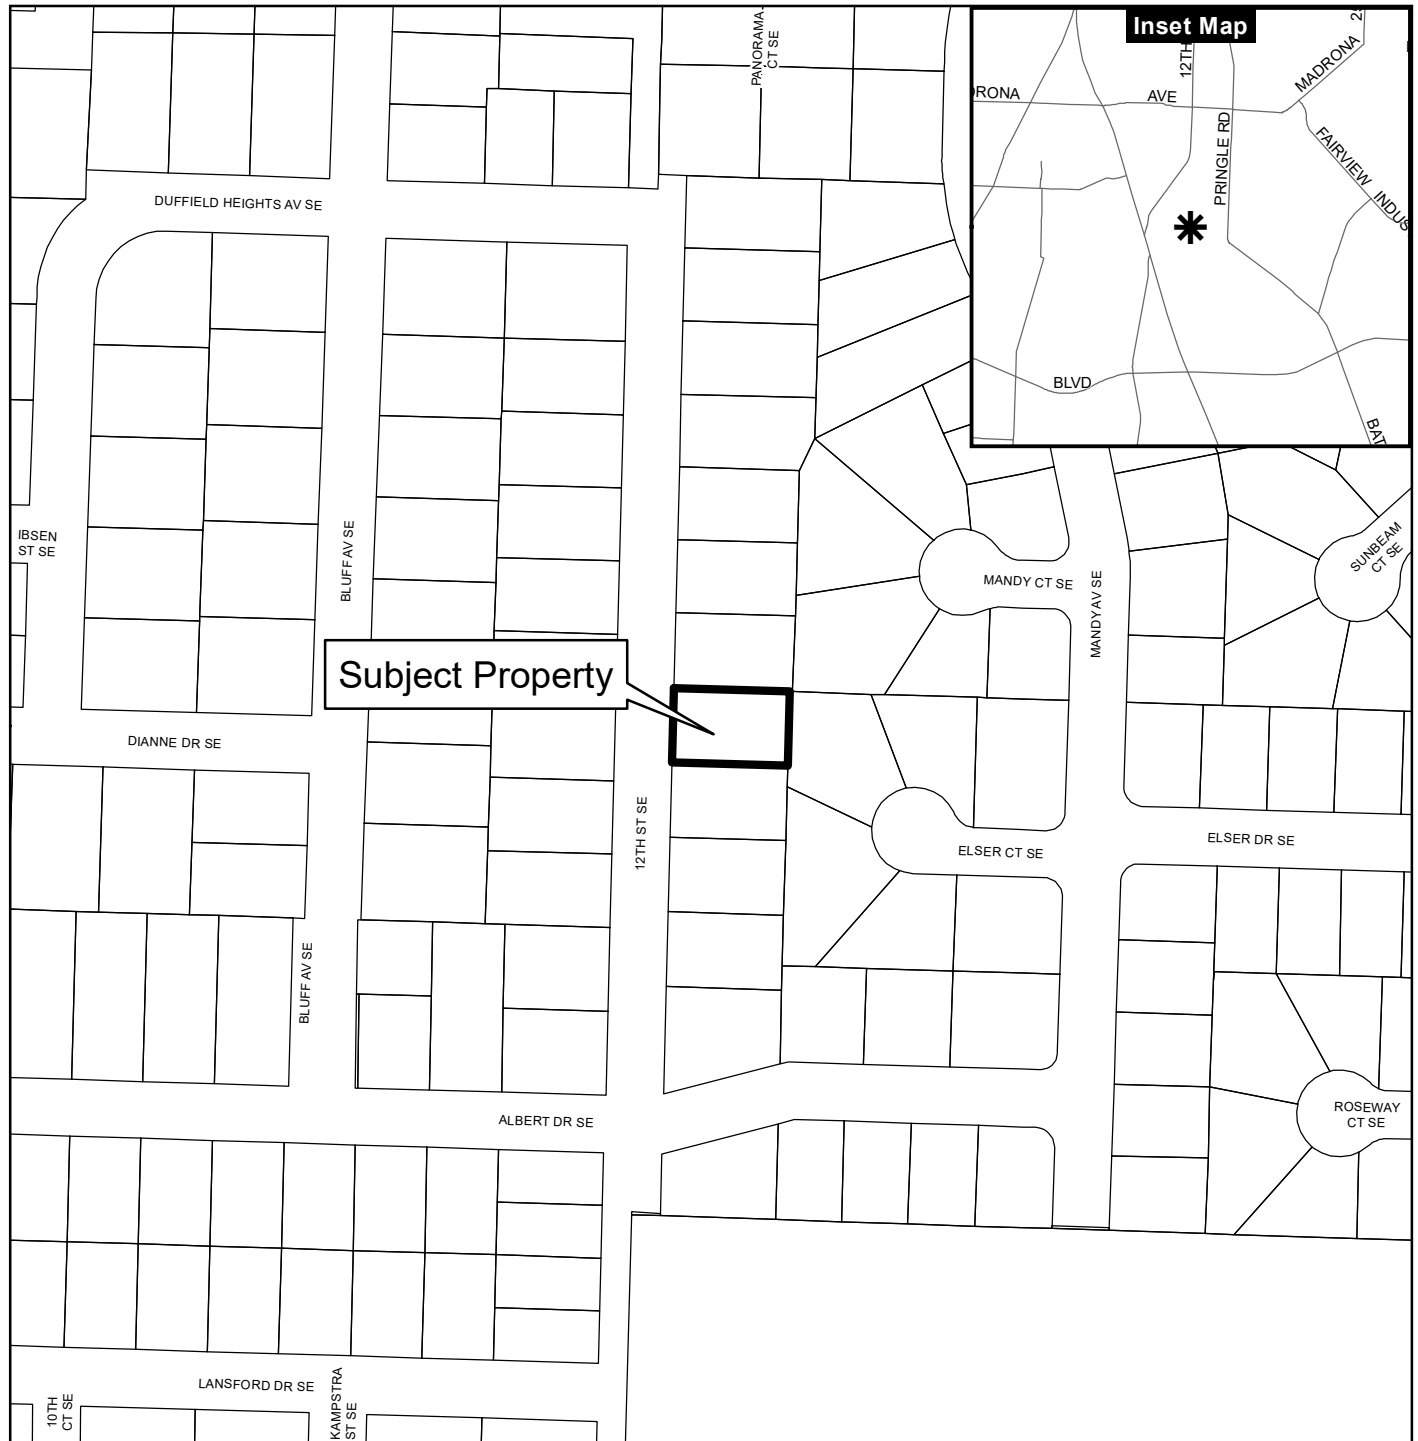 PANORAMA
CT SE
Inset Map
12TH
MADRONA
RONA
AVE
PRINGLE RD
FAIRVIEW
INDUS
BLVD
BAT
DUFFIELD HEIGHTS AV SE
IBSEN
ST SE
BLUFF AV SE
MANDY CT SE
MANDY AV SE
SUNBEAM
CT SE
Subject Property
DIANNE DR SE
12TH ST SE
ELSER CT SE
ELSER DR SE
BLUFF AV SE
ALBERT DR SE
ROSEWAY
CT SE
LANSFORD DR SE
10TH
CT SE
KAMPSTRA
ST SE